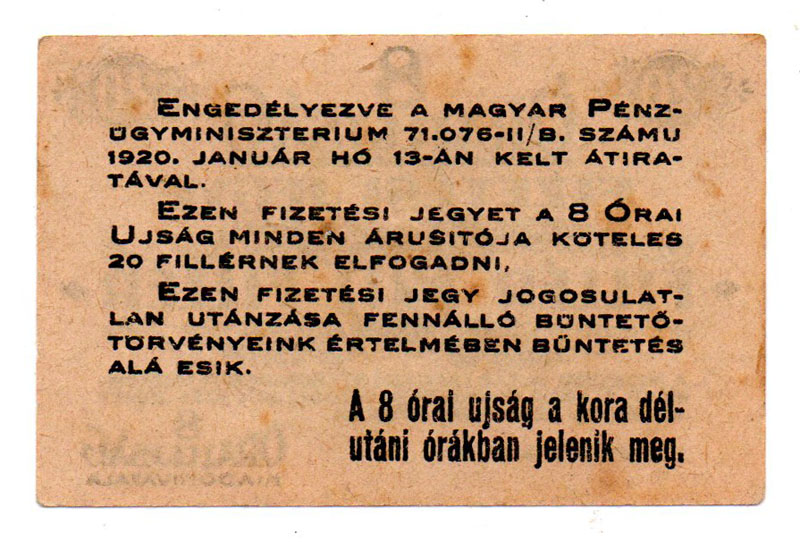 ENGEDÉLYEZVE A MAGYAR PÉNZ-
ÜGYMINISZTERIUM 71.076-II/B. SZÁMU
1920. JANUÁR HÓ 13-ÁN KELT ÁTIRA-
TÁVAL.
EZEN FIZETÉSI JEGYET A 8 ÓRAI
UJSÁG MINDEN ÁRUSITÓJA KÖTELES
20 FILLÉRNEK ELFOGADNI,
EZEN FIZETÉSI JEGY JOGOSULAT-
LAN UTÁNZÁSA FENNÁLLÓ BÜNTETŐ-
TÖRVÉNYEINK ÉRTELMÉBEN BÜNTETÉS
ALÁ ESIK.
A 8 órai ujság a kora dél-
utáni órákban jelenik meg.